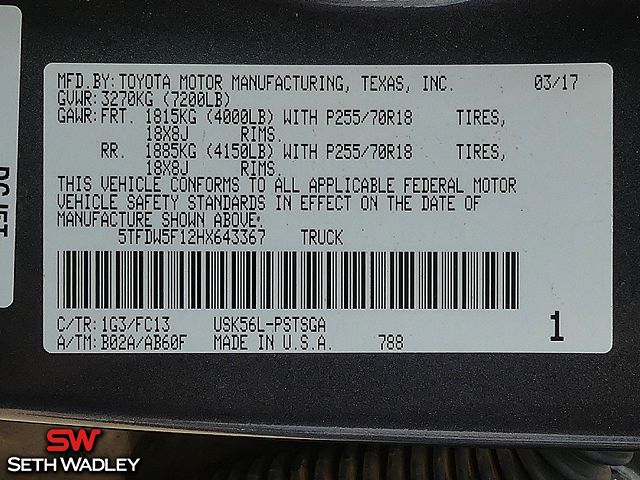 MFD.BY:TOYOTA MOTOR MANUFACTURING, TEXAS, INC. 03/17
GVWR:3270KG (7200LB)
GAWR:FRT. 1815KG (4000LB) WITH P255/70R18 TIRES,
18X8J RIMS.
RR. 1885KG (4150LB) WITH P255/70R18 TIRES,
18X8J RIMS.
THIS VEHICLE CONFORMS TO ALL APPLICABLE FEDERAL MOTOR
VEHICLE SAFETY STANDARDS IN EFFECT ON THE DATE OF
MANUFACTURE SHOWN ABOVE:
5TFDW5F12HX643367 TRUCK
C/TR:1G3/FC13 USK56L-PSTSGA
A/TM:B02A/AB60F MADE IN U.S.A. 788
1
SW
SETH WADLEY